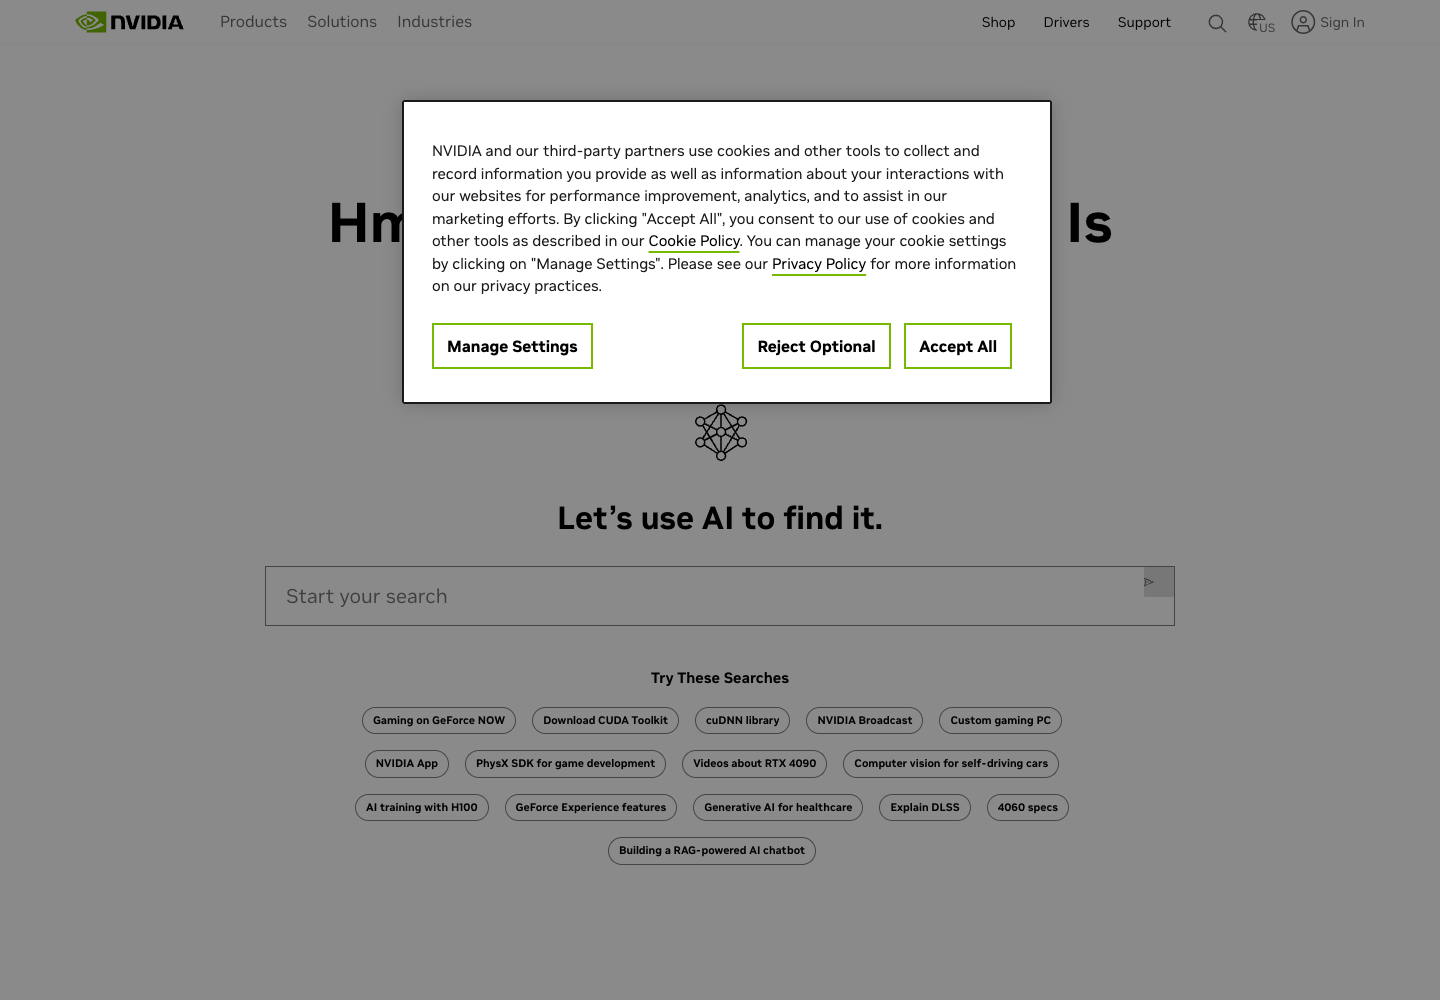 NVIDIA
Products Solutions Industries
Shop Drivers Support US Sign In
NVIDIA and our third-party partners use cookies and other tools to collect and
record information you provide as well as information about your interactions with
our websites for performance improvement, analytics, and to assist in our
marketing efforts. By clicking "Accept All", you consent to our use of cookies and
other tools as described in our Cookie Policy. You can manage your cookie settings
by clicking on "Manage Settings". Please see our Privacy Policy for more information
on our privacy practices.
Manage Settings Reject Optional Accept All
Is
Let’s use AI to find it.
Start your search
Try These Searches
Gaming on GeForce NOW Download CUDA Toolkit cuDNN library NVIDIA Broadcast Custom gaming PC
NVIDIA App PhysX SDK for game development Videos about RTX 4090 Computer vision for self-driving cars
AI training with H100 GeForce Experience features Generative AI for healthcare Explain DLSS 4060 specs
Building a RAG-powered AI chatbot